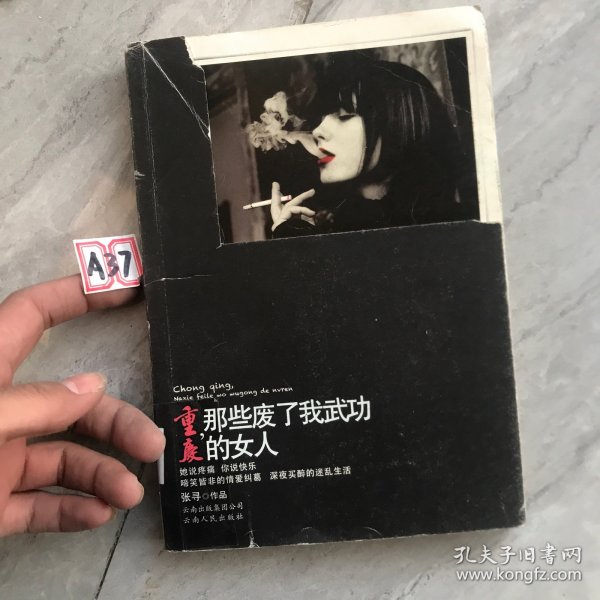 A37
Chong qing,
Naxie feile wo wugong de nvren
重庆,
那些废了我武功
的女人
她说疼痛 你说快乐
啼笑皆非的情爱纠葛 深夜买醉的迷乱生活
张寻◎作品
云南出版集团公司
云南人民出版社
孔夫子旧书网
www.kongfz.com